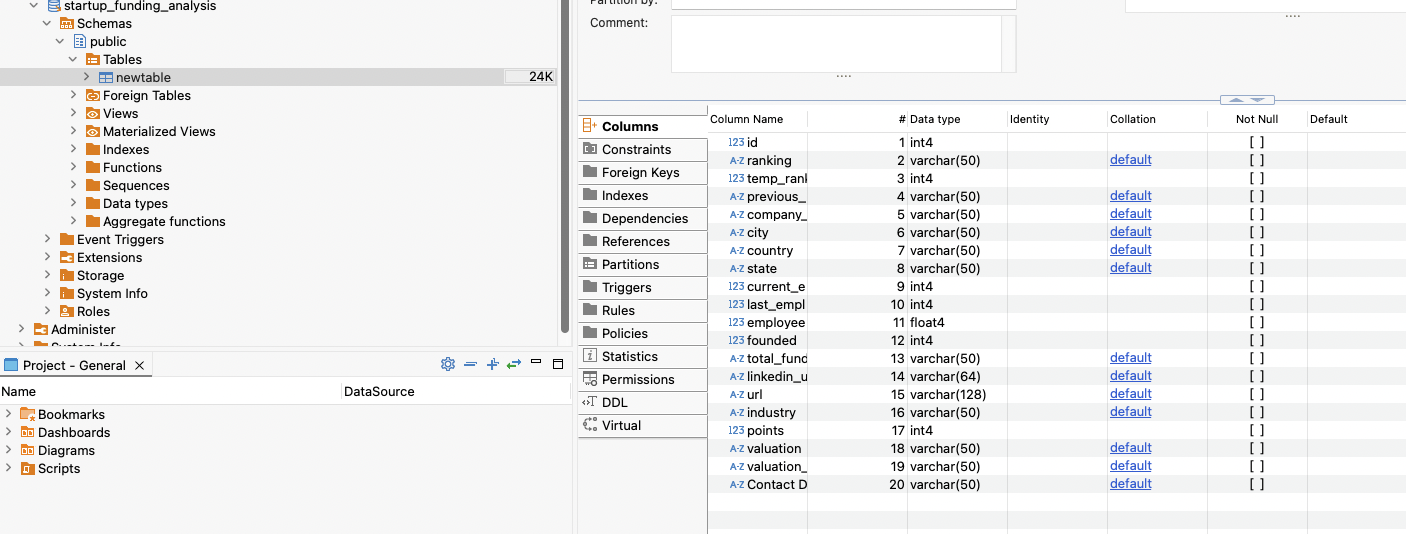 startup_funding_analysis
Schemas
public
Tables
newtable 24K
Foreign Tables
Views
Materialized Views
Indexes
Functions
Sequences
Data types
Aggregate functions
Event Triggers
Extensions
Storage
System Info
Roles
Administer
System Info
Project - General
Name DataSource
Bookmarks
Dashboards
Diagrams
Scripts
Partition by:
Comment:
Columns
Constraints
Foreign Keys
Indexes
Dependencies
References
Partitions
Triggers
Rules
Policies
Statistics
Permissions
DDL
Virtual
Column Name # Data type Identity Collation Not Null Default
123 id 1 int4 [ ]
A-Z ranking 2 varchar(50) default [ ]
123 temp_rank 3 int4 [ ]
A-Z previous_ 4 varchar(50) default [ ]
A-Z company_ 5 varchar(50) default [ ]
A-Z city 6 varchar(50) default [ ]
A-Z country 7 varchar(50) default [ ]
A-Z state 8 varchar(50) default [ ]
123 current_e 9 int4 [ ]
123 last_empl 10 int4 [ ]
123 employee 11 float4 [ ]
123 founded 12 int4 [ ]
A-Z total_fund 13 varchar(50) default [ ]
A-Z linkedin_u 14 varchar(64) default [ ]
A-Z url 15 varchar(128) default [ ]
A-Z industry 16 varchar(50) default [ ]
123 points 17 int4 [ ]
A-Z valuation 18 varchar(50) default [ ]
A-Z valuation_ 19 varchar(50) default [ ]
A-Z Contact D 20 varchar(50) default [ ]